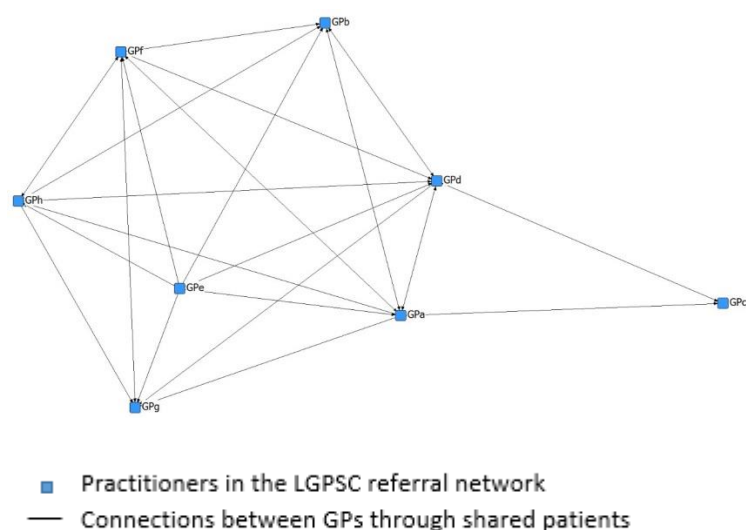 GPb
GPf
GPd
GPh
GPe
GPc
GPa
GPg
Practitioners in the LGPSC referral network
Connections between GPs through shared patients